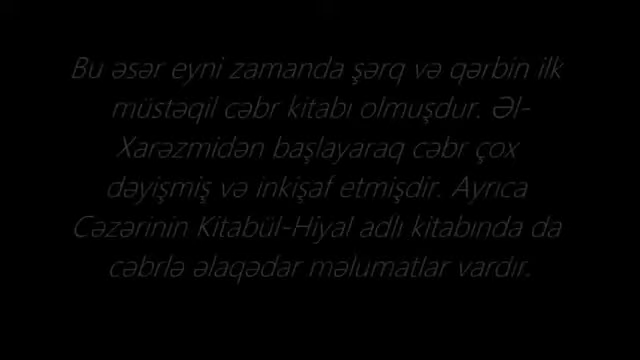 Bu əsər eyni zamanda şərq və qərbin ilk
müstəqil cəbr kitabı olmuşdur. Əl-
Xarəzmidən başlayaraq cəbr çox
dəyişmiş və inkişaf etmişdir. Ayrıca
Cəzərinin Kitabül-Hiyal adlı kitabında da
cəbrlə əlaqədar məlumatlar vardır.